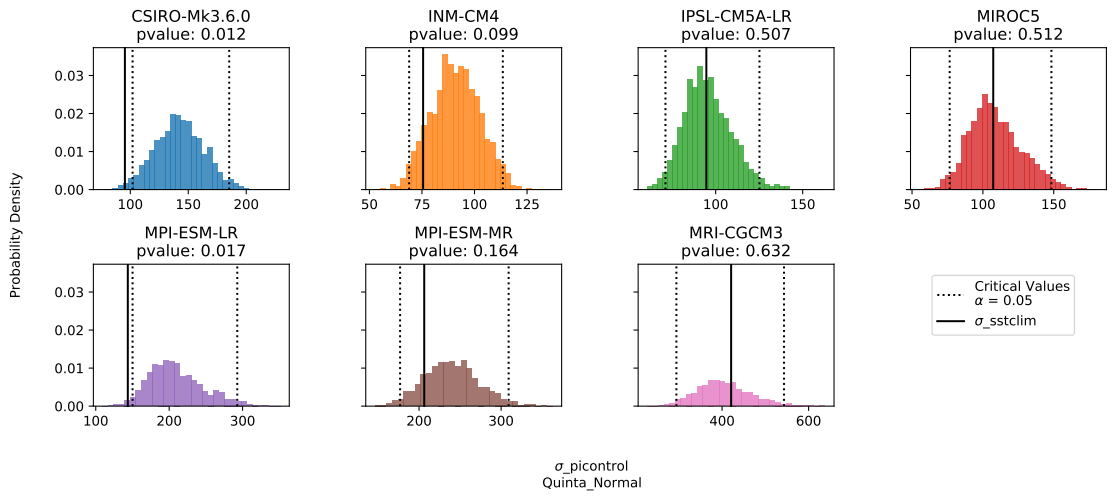 CSIRO-Mk3.6.0
pvalue: 0.012
INM-CM4
pvalue: 0.099
IPSL-CM5A-LR
pvalue: 0.507
MIROC5
pvalue: 0.512
0.03
0.02
0.01
0.00
100
150
200
50
75
100
125
100
150
50
100
150
MPI-ESM-LR
pvalue: 0.017
MPI-ESM-MR
pvalue: 0.164
MRI-CGCM3
pvalue: 0.632
0.03
0.02
0.01
0.00
100
200
300
200
300
400
600
Critical Values
α = 0.05
σ_sstclim
Probability Density
σ_picontrol
Quinta_Normal